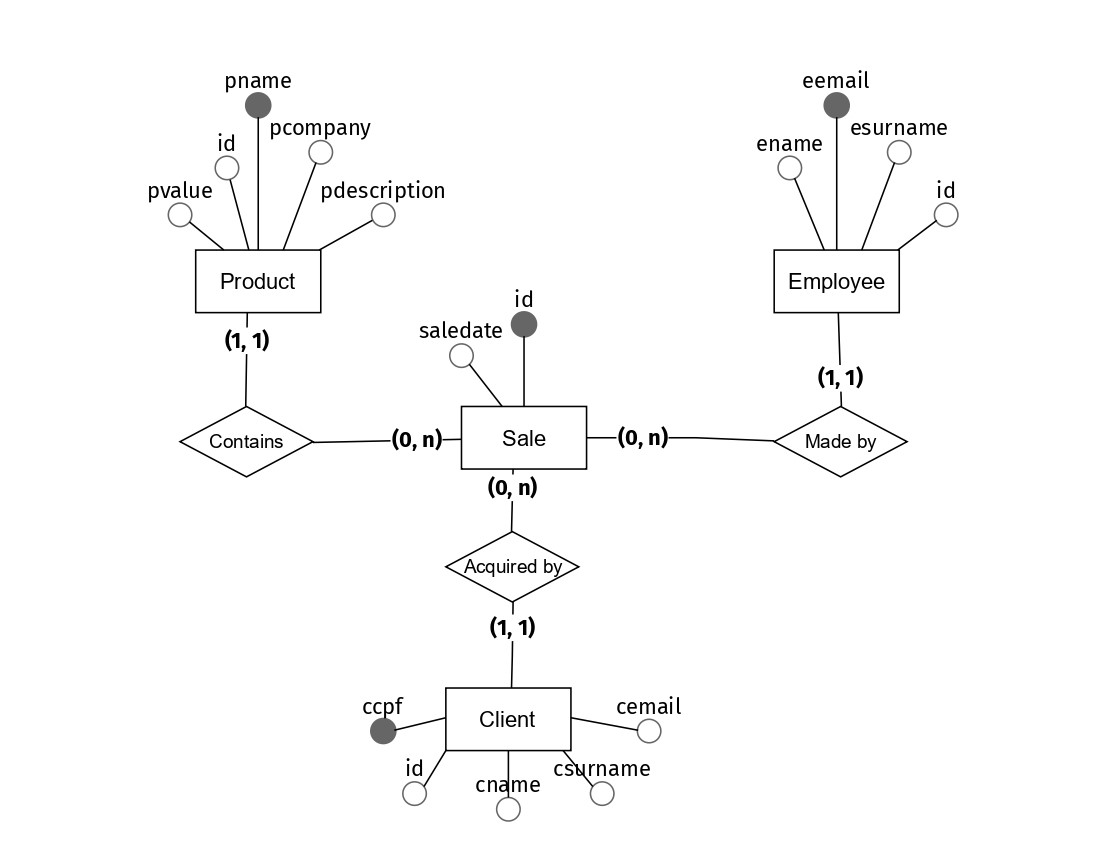 pname
eemail
id
pcompany
ename
esurname
pvalue
pdescription
id
Product
Employee
id
saledate
(1, 1)
(1, 1)
Contains
(0, n)
Sale
(0, n)
Made by
(0, n)
Acquired by
(1, 1)
ccpf
Client
cemail
id
cname
csurname